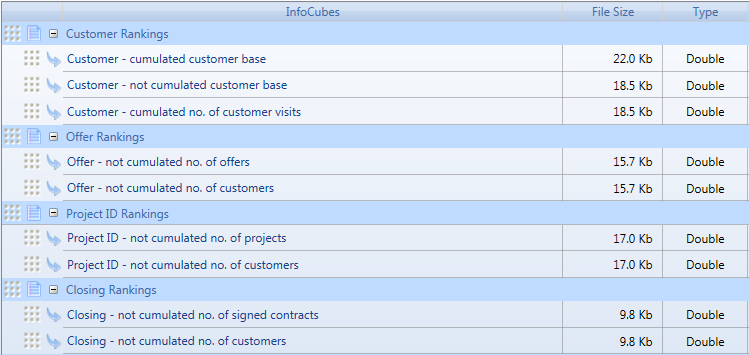 InfoCubes File Size Type
Customer Rankings
Customer - cumulated customer base 22.0 Kb Double
Customer - not cumulated customer base 18.5 Kb Double
Customer - cumulated no. of customer visits 18.5 Kb Double
Offer Rankings
Offer - not cumulated no. of offers 15.7 Kb Double
Offer - not cumulated no. of customers 15.7 Kb Double
Project ID Rankings
Project ID - not cumulated no. of projects 17.0 Kb Double
Project ID - not cumulated no. of customers 17.0 Kb Double
Closing Rankings
Closing - not cumulated no. of signed contracts 9.8 Kb Double
Closing - not cumulated no. of customers 9.8 Kb Double